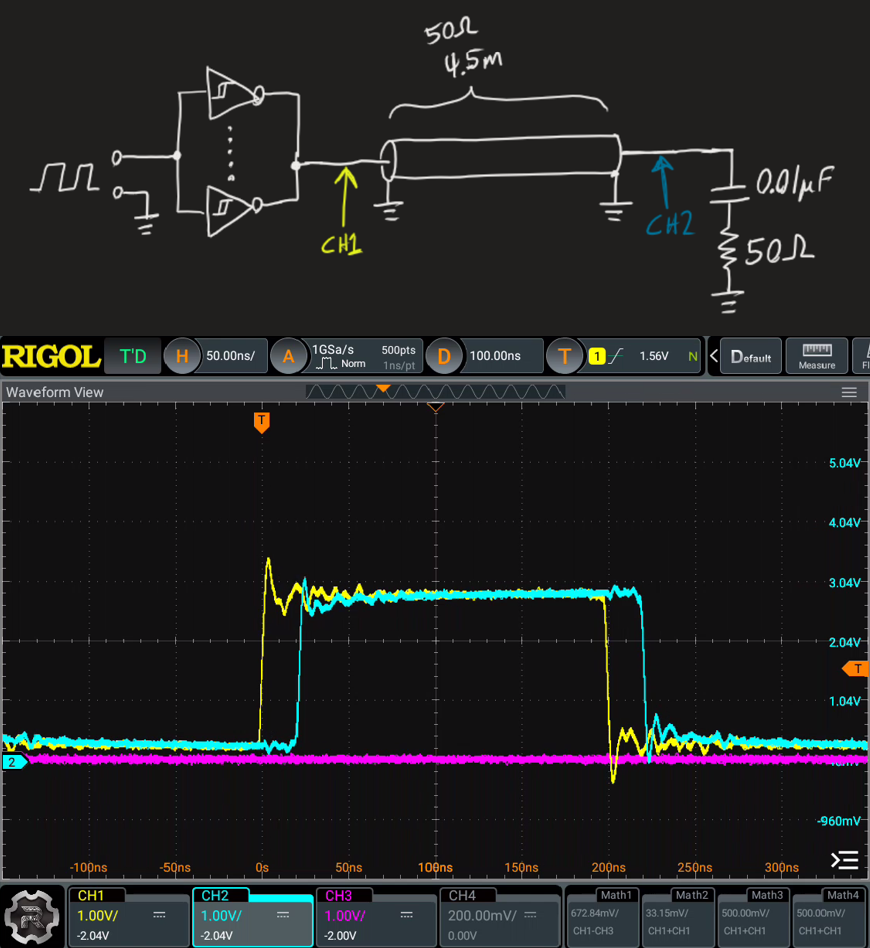 50Ω
4.5m
0.01μF
CH1
CH2
50Ω
RIGOL T'D H 50.00ns/ A 1GSa/s 500pts D 100.00ns T 1 1.56V N < Default Measure
Norm 1ns/pt
Waveform View
T
5.04V
4.04V
3.04V
2.04V
T
1.04V
2
-960mV
-100ns -50ns 0s 50ns 100ns 150ns 200ns 250ns 300ns
CH1 CH2 CH3 CH4 Math1 Math2 Math3 Math4
1.00V/ 1.00V/ 1.00V/ 200.00mV/ 672.84mV/ 33.15mV/ 500.00mV/ 500.00mV/
-2.04V -2.04V -2.00V 0.00V CH1-CH3 CH1+CH1 CH1+CH1 CH1+CH1